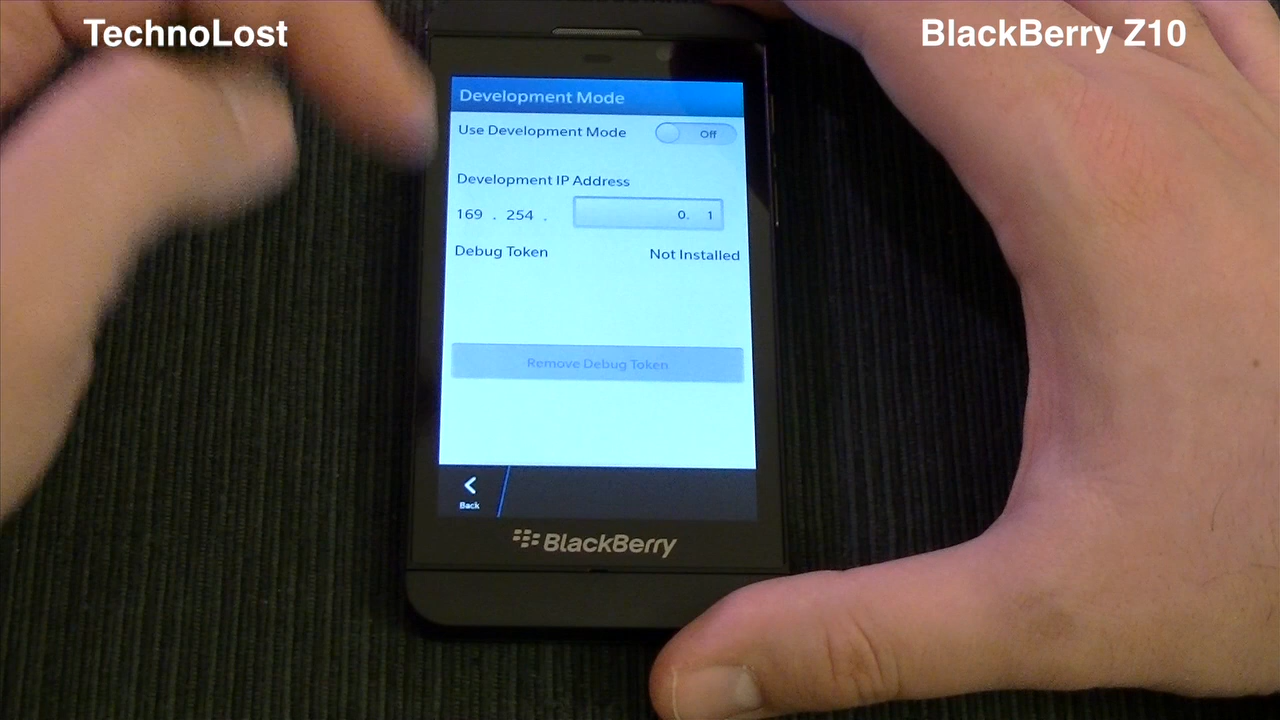 TechnoLost
BlackBerry Z10
Development Mode
Use Development Mode Off
Development IP Address
169 . 254 . 0. 1
Debug Token Not Installed
Remove Debug Token
Back
BlackBerry